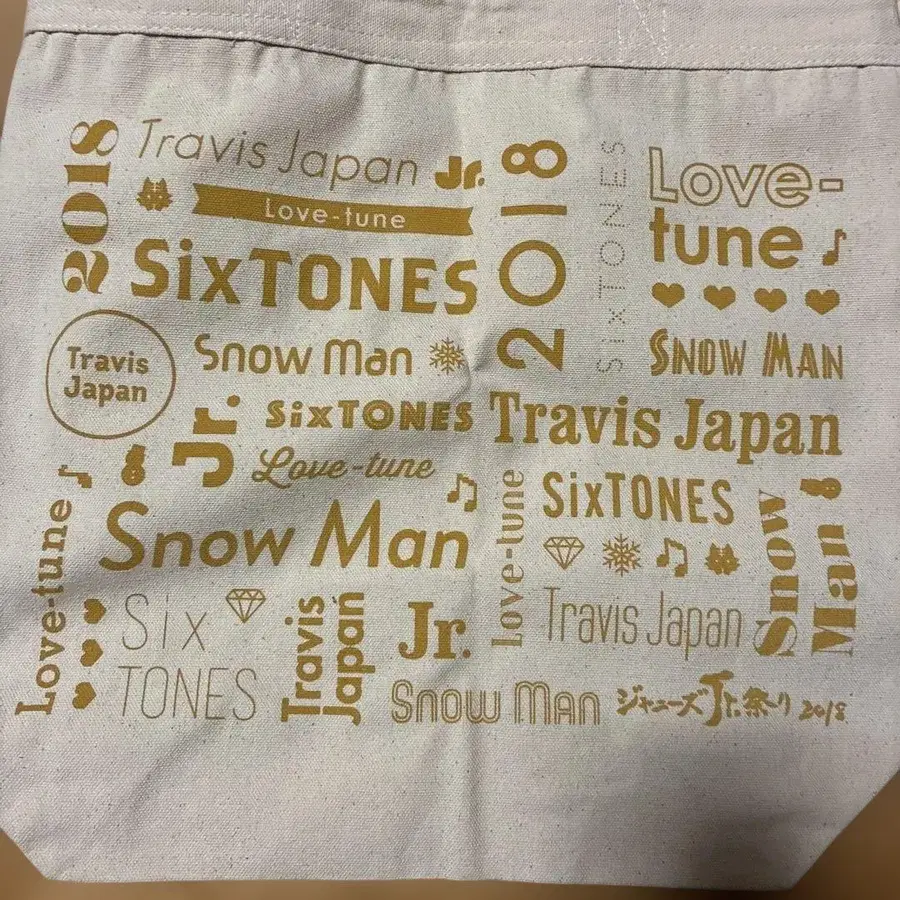 2018
Travis Japan
Jr.
Love-tune
SixTONES
Travis
Japan
Snow Man
Jr.
SixTONES
Love-tune
Love-tune
Snow Man
Six
TONES
Travis
Japan
Jr.
Snow Man
2018
SixTONES
Love-
tune
SNOW MAN
Travis Japan
Love-tune
SixTONES
Travis Japan
Snow
Man
ジャニーズJr.祭り 2018